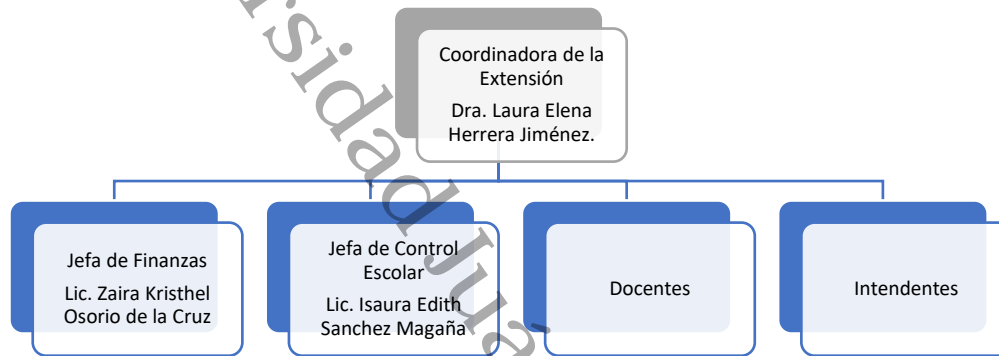 Coordinadora de la
Extensión
Dra. Laura Elena
Herrera Jiménez.
Jefa de Finanzas
Lic. Zaira Kristhel
Osorio de la Cruz
Jefa de Control
Escolar
Lic. Isaura Edith
Sanchez Magaña
Docentes
Intendentes